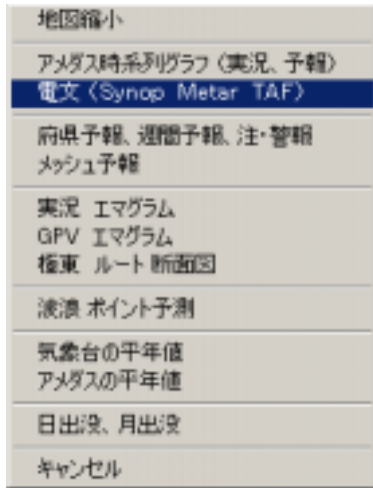 地図縮小
アメダス時系列グラフ（実況、予報）
電文（Synop Metar TAF）
府県予報、週間予報、注・警報
メッシュ予報
実況 エマグラム
GPV エマグラム
極東 ルート断面図
波浪 ポイント予測
気象台の平年値
アメダスの平年値
日出没、月出没
キャンセル